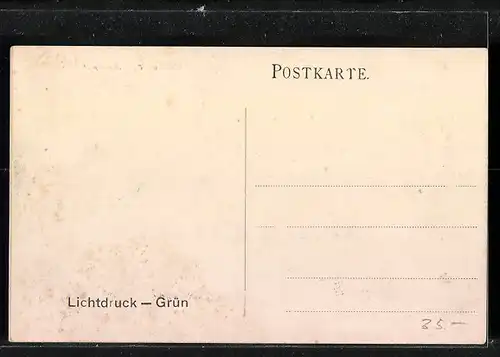 POSTKARTE.
Lichtdruck — Grün
35.—